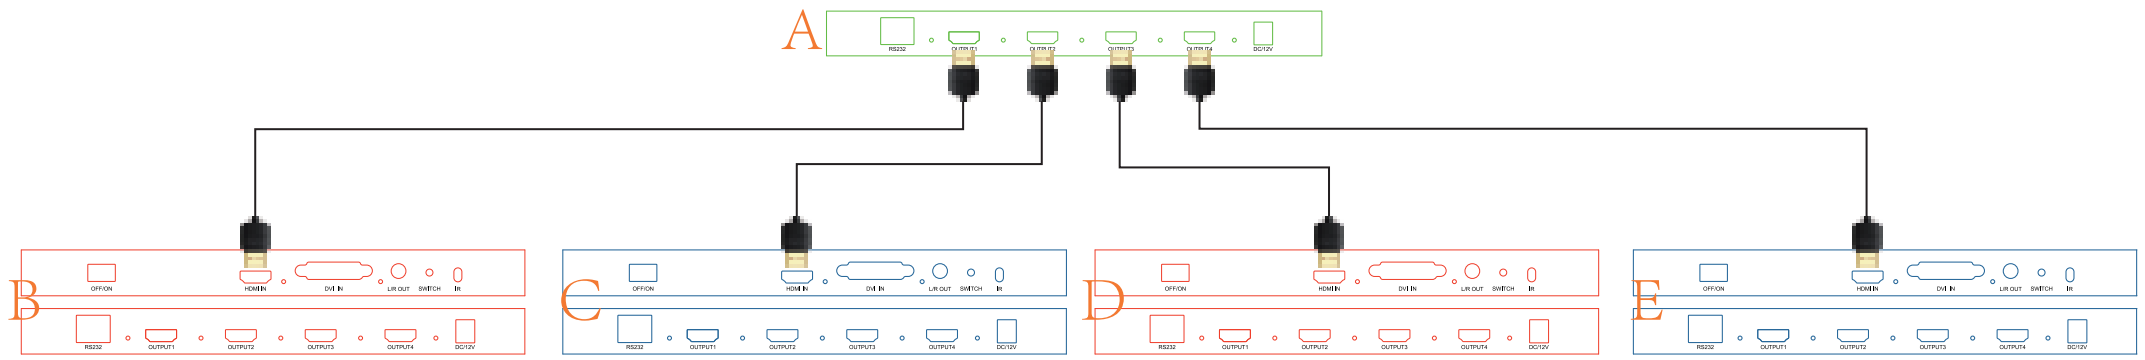 A
RS232 OUTPUT1 OUTPUT2 OUTPUT3 OUTPUT4 DC/12V
B
OFF/ON HDMI IN DVI IN L/R OUT SWITCH IR
RS232 OUTPUT1 OUTPUT2 OUTPUT3 OUTPUT4 DC/12V
C
OFF/ON HDMI IN DVI IN L/R OUT SWITCH IR
RS232 OUTPUT1 OUTPUT2 OUTPUT3 OUTPUT4 DC/12V
D
OFF/ON HDMI IN DVI IN L/R OUT SWITCH IR
RS232 OUTPUT1 OUTPUT2 OUTPUT3 OUTPUT4 DC/12V
E
OFF/ON HDMI IN DVI IN L/R OUT SWITCH IR
RS232 OUTPUT1 OUTPUT2 OUTPUT3 OUTPUT4 DC/12V